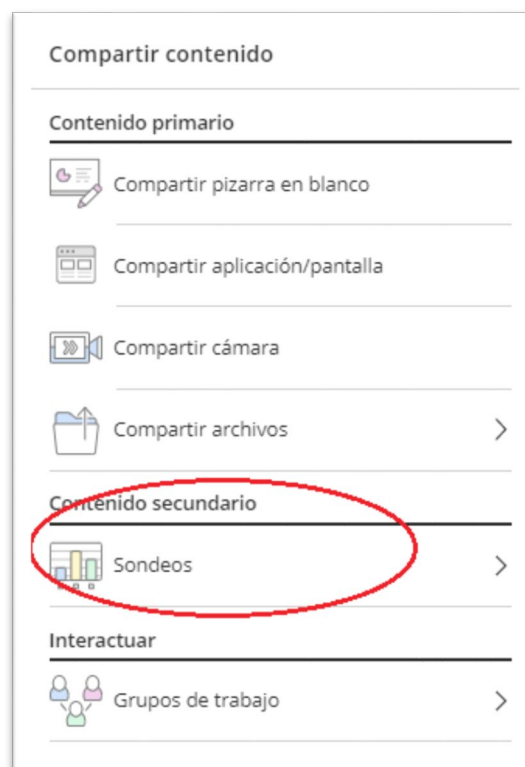 Compartir contenido
Contenido primario
Compartir pizarra en blanco
Compartir aplicación/pantalla
Compartir cámara
Compartir archivos
Contenido secundario
Sondeos
Interactuar
Grupos de trabajo